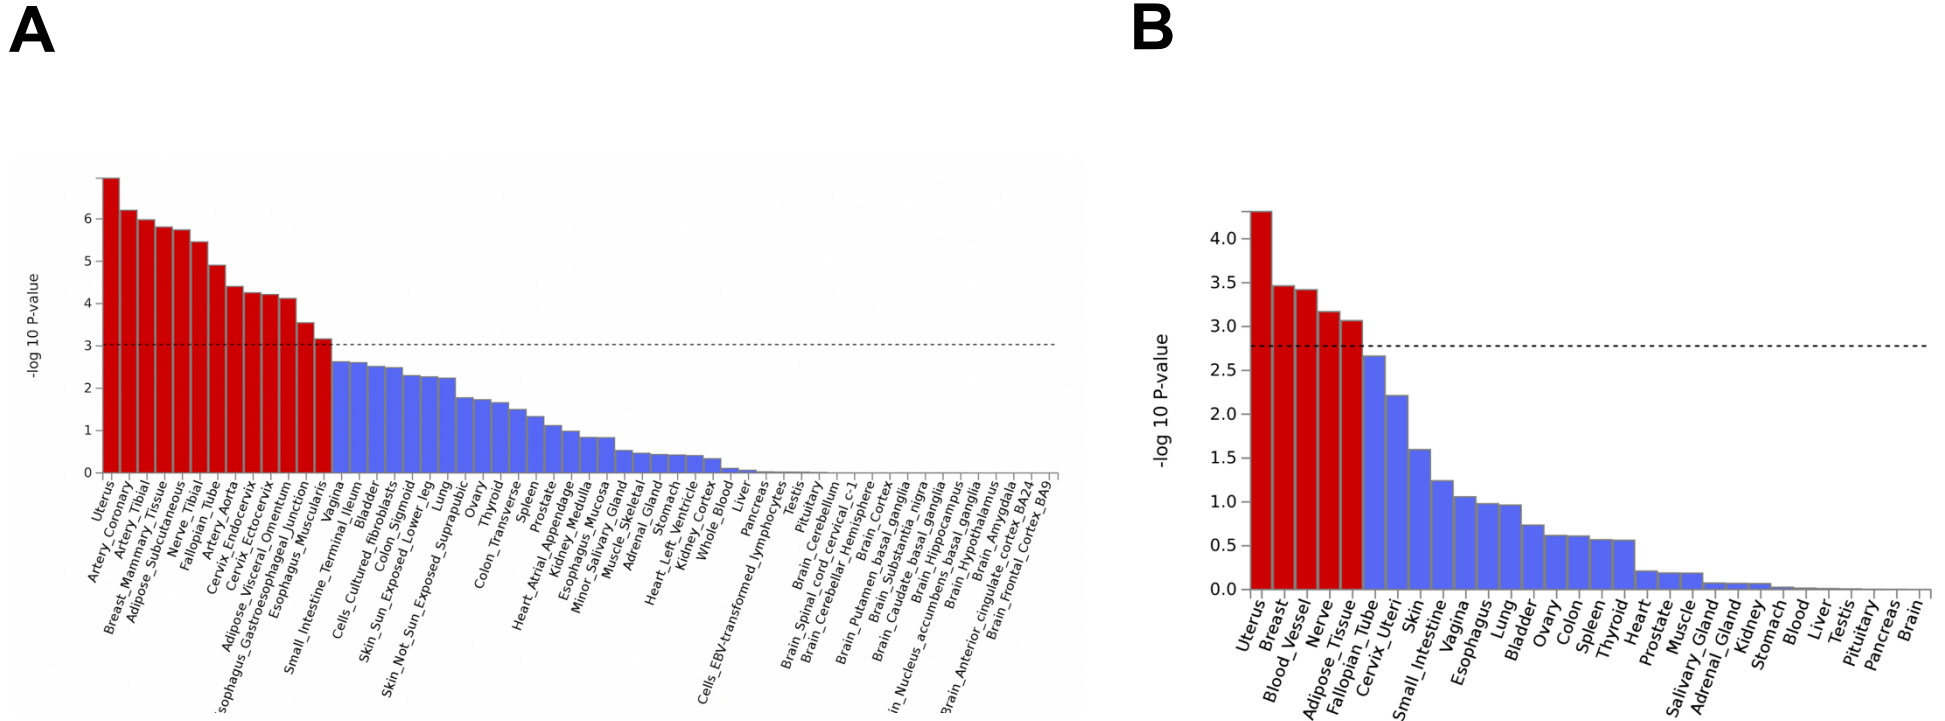 A
B
-log 10 P-value
6
5
4
3
2
1
0
Uterus
Artery_Coronary
Artery_Tibial
Breast_Mammary_Tissue
Adipose_Subcutaneous
Nerve_Tibial
Fallopian_Tube
Artery_Aorta
Cervix_Endocervix
Cervix_Ectocervix
Adipose_Visceral_Omentum
sophagus_Gastroesophageal_Junction
Esophagus_Muscularis
Vagina
Small_Intestine_Terminal_Ileum
Bladder
Cells_Cultured_fibroblasts
Colon_Sigmoid
Skin_Sun_Exposed_Lower_leg
Lung
Skin_Not_Sun_Exposed_Suprapubic
Ovary
Thyroid
Colon_Transverse
Spleen
Prostate
Heart_Atrial_Appendage
Kidney_Medulla
Esophagus_Mucosa
Minor_Salivary_Gland
Muscle_Skeletal
Adrenal_Gland
Stomach
Heart_Left_Ventricle
Kidney_Cortex
Whole_Blood
Liver
Pancreas
Cells_EBV-transformed_lymphocytes
Testis
Pituitary
Brain_Cerebellum
Brain_Spinal_cord_cervical_c-1
Brain_Cerebellar_Hemisphere
Brain_Cortex
Brain_Putamen_basal_ganglia
Brain_Substantia_nigra
Brain_Caudate_basal_ganglia
Brain_Hippocampus
in_Nucleus_accumbens_basal_ganglia
Brain_Hypothalamus
Brain_Amygdala
Brain_Anterior_cingulate_cortex_BA24
Brain_Frontal_Cortex_BA9
-log 10 P-value
4.0
3.5
3.0
2.5
2.0
1.5
1.0
0.5
0.0
Uterus
Breast
Blood_Vessel
Nerve
Adipose_Tissue
Fallopian_Tube
Cervix_Uteri
Skin
Small_Intestine
Vagina
Esophagus
Lung
Bladder
Ovary
Colon
Spleen
Thyroid
Heart
Prostate
Muscle
Salivary_Gland
Adrenal_Gland
Kidney
Stomach
Blood
Liver
Testis
Pituitary
Pancreas
Brain